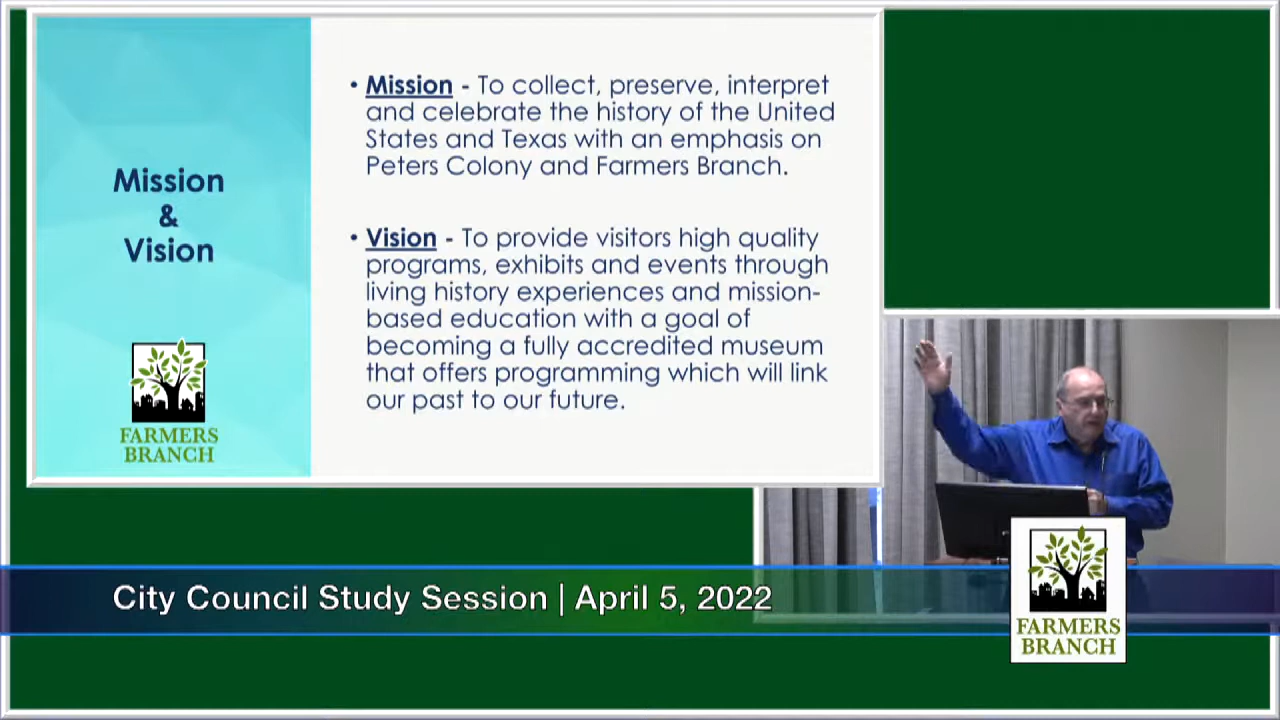 Mission
&
Vision
FARMERS
BRANCH
• Mission - To collect, preserve, interpret
and celebrate the history of the United
States and Texas with an emphasis on
Peters Colony and Farmers Branch.
• Vision - To provide visitors high quality
programs, exhibits and events through
living history experiences and mission-
based education with a goal of
becoming a fully accredited museum
that offers programming which will link
our past to our future.
City Council Study Session | April 5, 2022
FARMERS
BRANCH